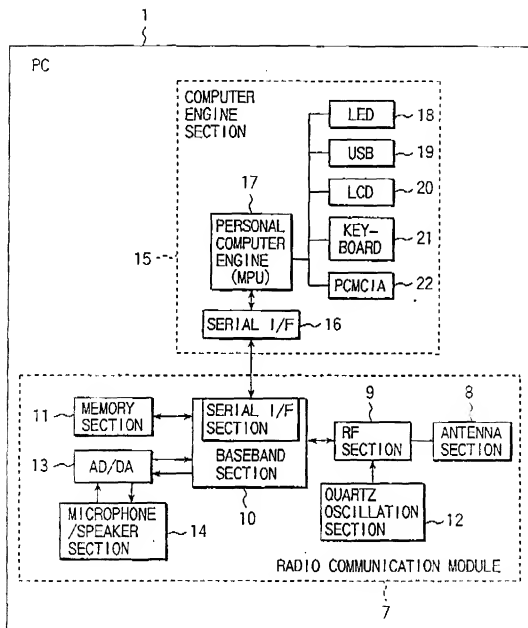 1
PC
COMPUTER
ENGINE
SECTION
LED
18
USB
19
17
LCD
20
PERSONAL
COMPUTER
ENGINE
(MPU)
KEY-
BOARD
21
15
PCMCIA
22
SERIAL I/F
16
11
MEMORY
SECTION
SERIAL I/F
SECTION
BASEBAND
SECTION
10
9
RF
SECTION
8
ANTENNA
SECTION
13
AD/DA
MICROPHONE
/SPEAKER
SECTION
14
QUARTZ
OSCILLATION
SECTION
12
RADIO COMMUNICATION MODULE
7